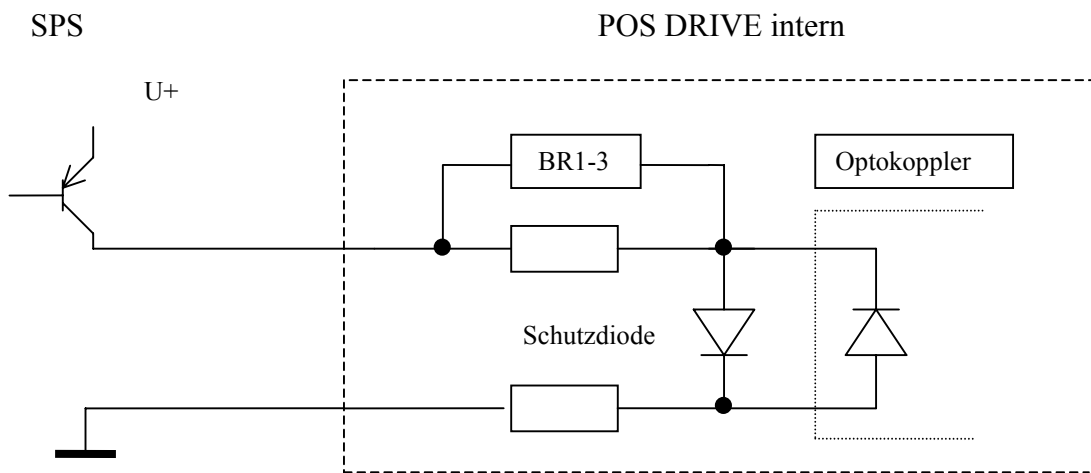 SPS
POS DRIVE intern
U+
BR1-3
Optokoppler
Schutzdiode